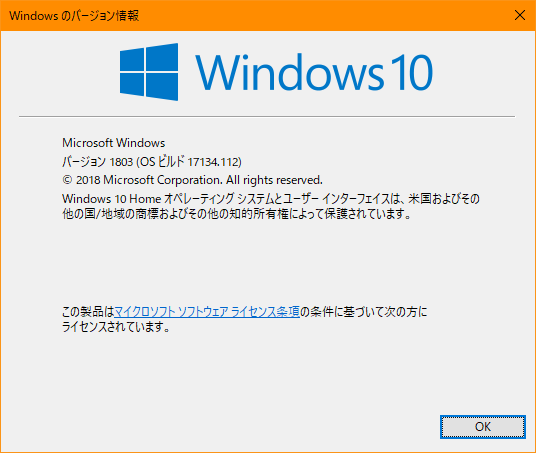 Windows のバージョン情報
Windows 10
Microsoft Windows
バージョン 1803 (OS ビルド 17134.112)
© 2018 Microsoft Corporation. All rights reserved.
Windows 10 Home オペレーティング システムとユーザー インターフェイスは、米国およびその
他の国/地域の商標およびその他の知的所有権によって保護されています。
この製品はマイクロソフト ソフトウェア ライセンス条項の条件に基づいて次の方に
ライセンスされています。
OK